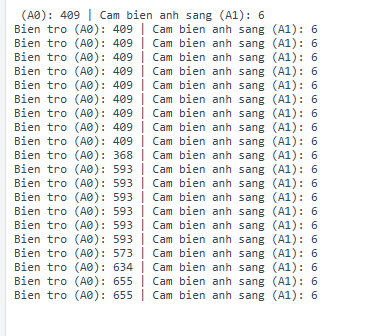 (A0): 409 | Cam bien anh sang (A1): 6
Bien tro (A0): 409 | Cam bien anh sang (A1): 6
Bien tro (A0): 409 | Cam bien anh sang (A1): 6
Bien tro (A0): 409 | Cam bien anh sang (A1): 6
Bien tro (A0): 409 | Cam bien anh sang (A1): 6
Bien tro (A0): 409 | Cam bien anh sang (A1): 6
Bien tro (A0): 409 | Cam bien anh sang (A1): 6
Bien tro (A0): 409 | Cam bien anh sang (A1): 6
Bien tro (A0): 409 | Cam bien anh sang (A1): 6
Bien tro (A0): 409 | Cam bien anh sang (A1): 6
Bien tro (A0): 368 | Cam bien anh sang (A1): 6
Bien tro (A0): 593 | Cam bien anh sang (A1): 6
Bien tro (A0): 593 | Cam bien anh sang (A1): 6
Bien tro (A0): 593 | Cam bien anh sang (A1): 6
Bien tro (A0): 593 | Cam bien anh sang (A1): 6
Bien tro (A0): 593 | Cam bien anh sang (A1): 6
Bien tro (A0): 593 | Cam bien anh sang (A1): 6
Bien tro (A0): 573 | Cam bien anh sang (A1): 6
Bien tro (A0): 634 | Cam bien anh sang (A1): 6
Bien tro (A0): 655 | Cam bien anh sang (A1): 6
Bien tro (A0): 655 | Cam bien anh sang (A1): 6